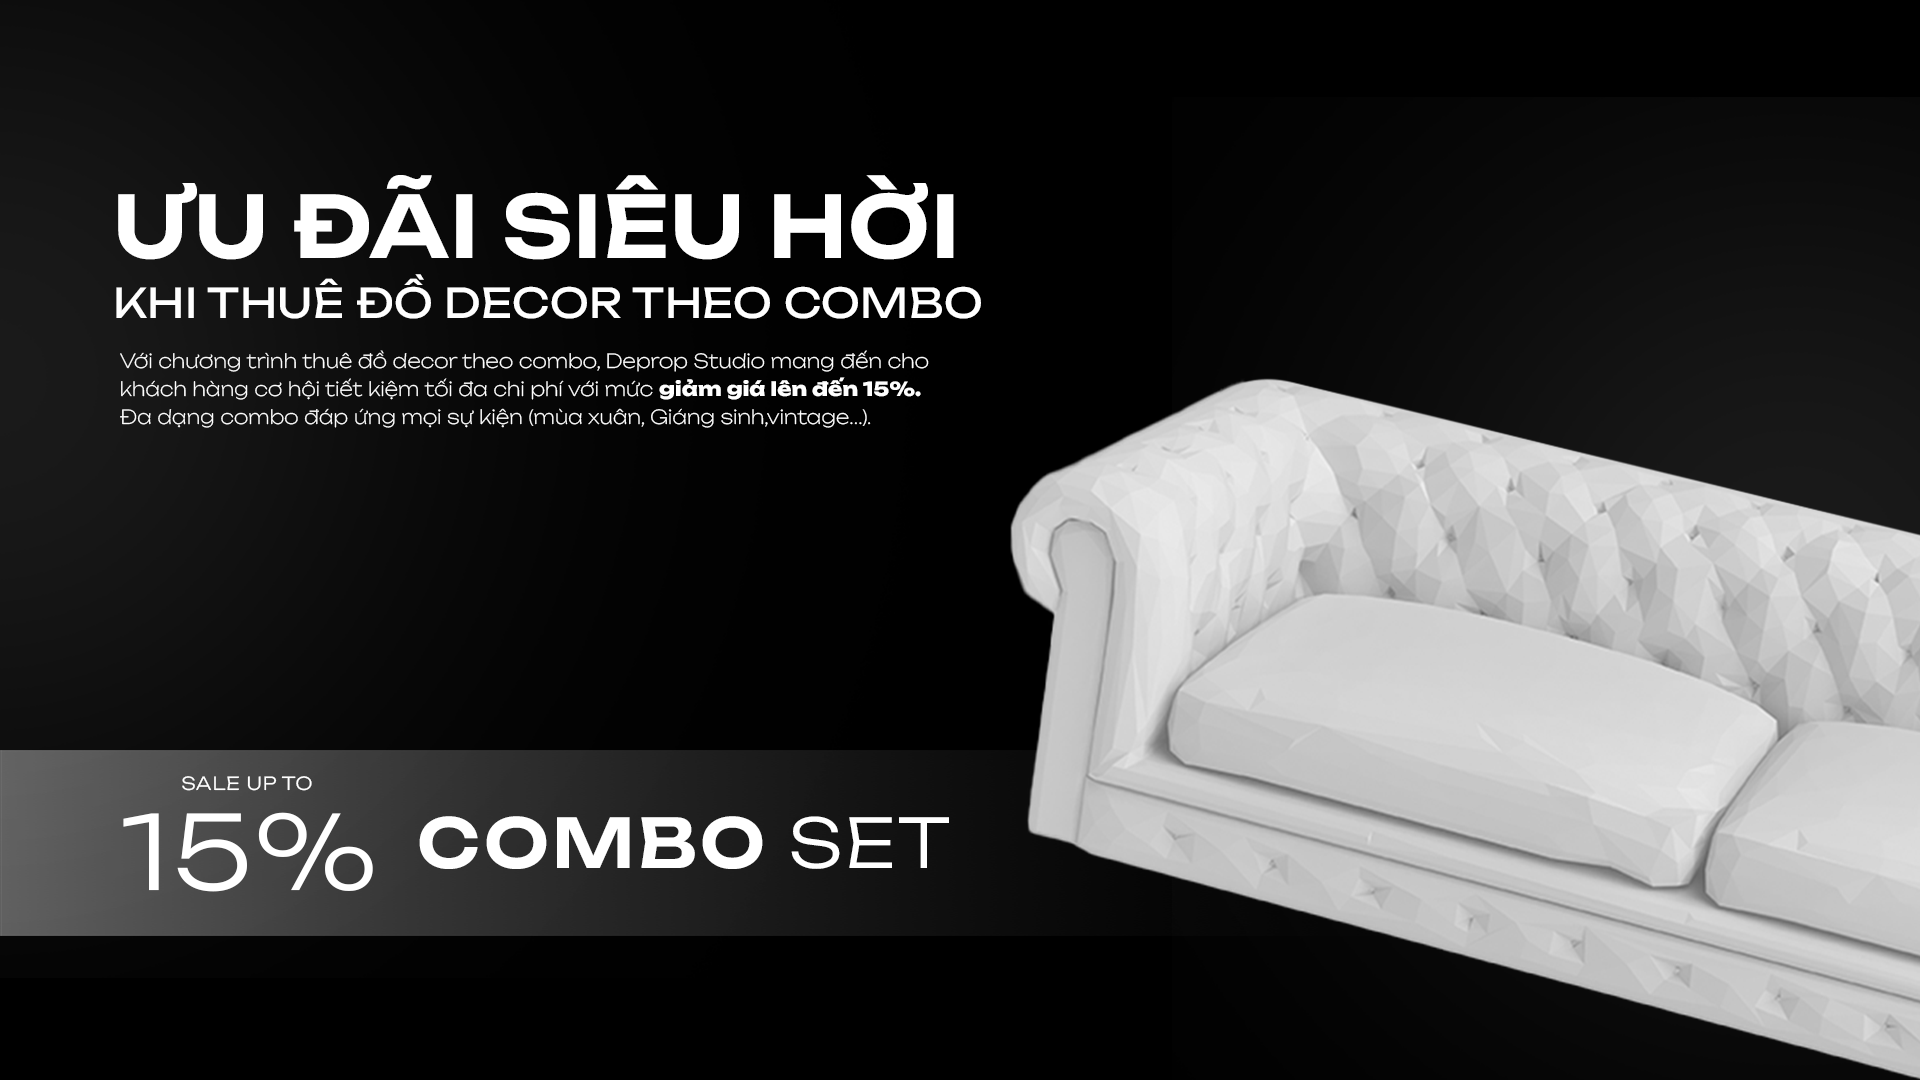 ƯU ĐÃI SIÊU HỜI
KHI THUÊ ĐỒ DECOR THEO COMBO
Với chương trình thuê đồ decor theo combo, Deprop Studio mang đến cho
khách hàng cơ hội tiết kiệm tối đa chi phí với mức giảm giá lên đến 15%.
Đa dạng combo đáp ứng mọi sự kiện (mùa xuân, Giáng sinh,vintage...).
SALE UP TO
15% COMBO SET